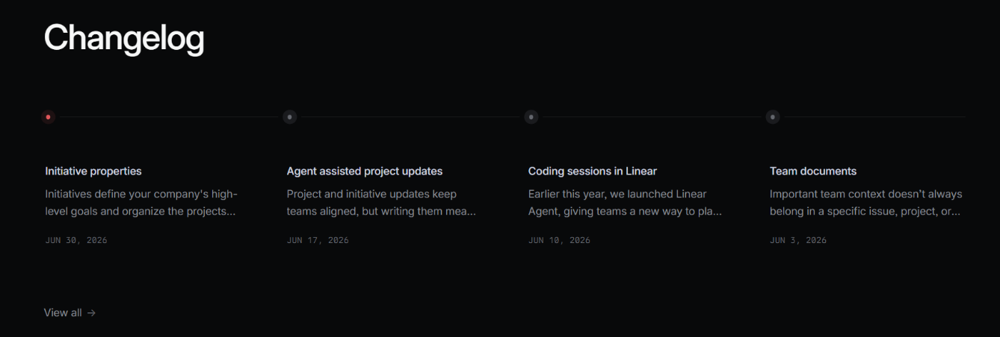 Changelog
Initiative properties
Initiatives define your company's high-
level goals and organize the projects...
JUN 30, 2026
Agent assisted project updates
Project and initiative updates keep
teams aligned, but writing them mea...
JUN 17, 2026
Coding sessions in Linear
Earlier this year, we launched Linear
Agent, giving teams a new way to pla...
JUN 10, 2026
Team documents
Important team context doesn’t always
belong in a specific issue, project, or...
JUN 3, 2026
View all →